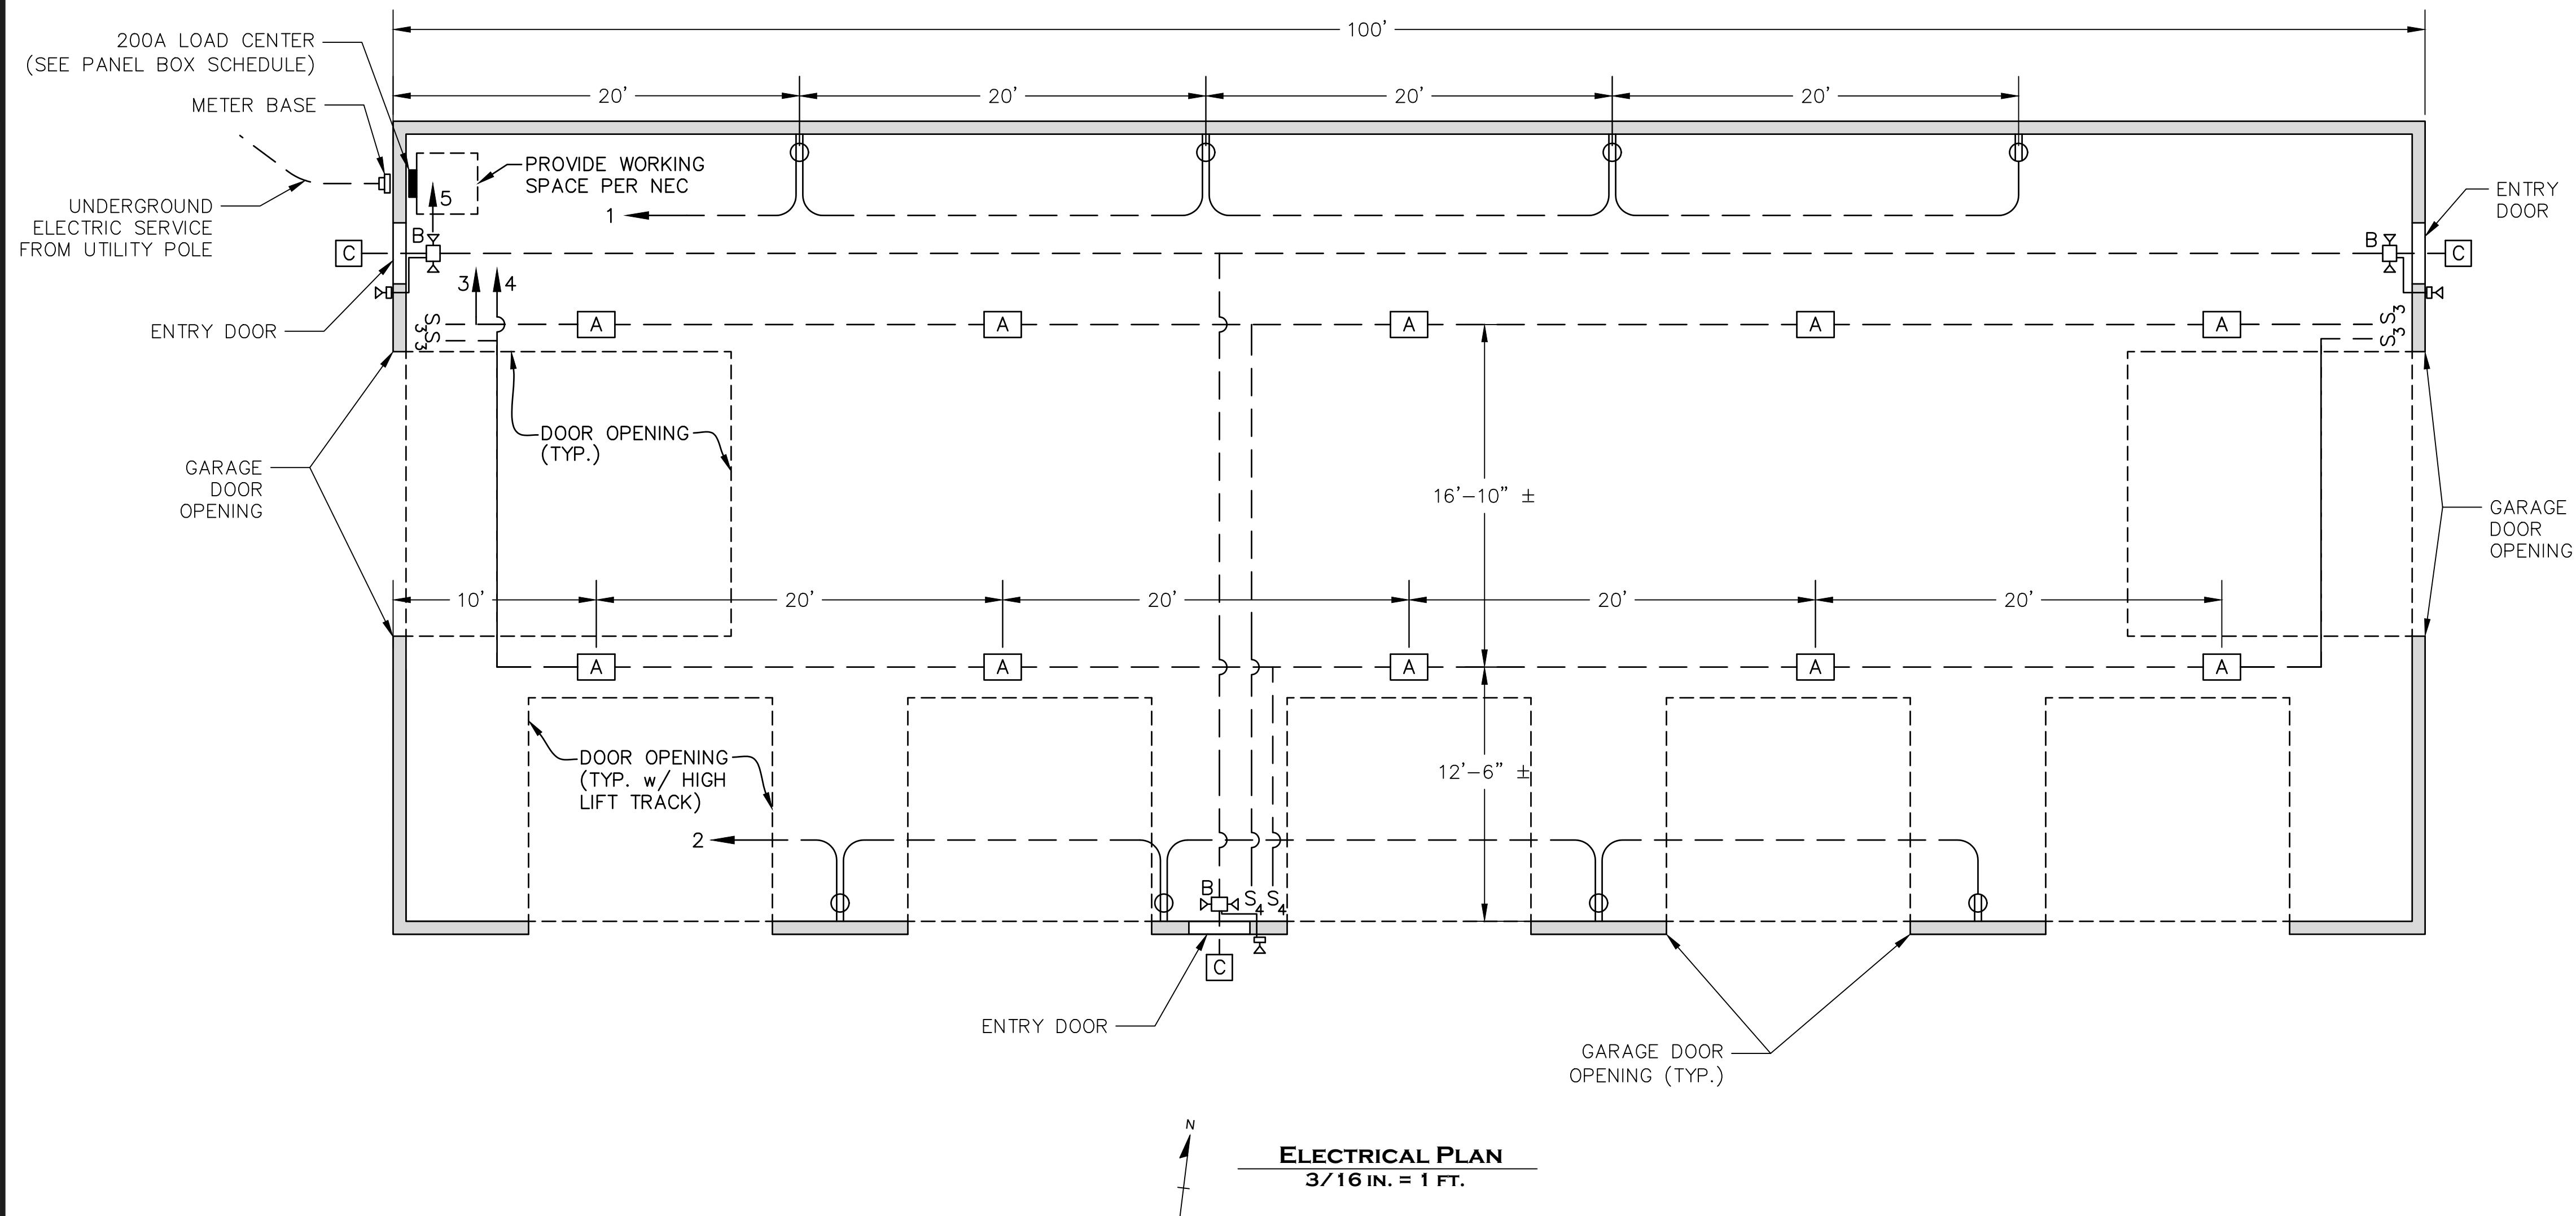 100'
200A LOAD CENTER
(SEE PANEL BOX SCHEDULE)
20'
20'
20'
20'
METER BASE
PROVIDE WORKING
SPACE PER NEC
ENTRY
DOOR
5
1
UNDERGROUND
ELECTRIC SERVICE
FROM UTILITY POLE
B
B
C
C
3
4
S3
A
A
A
A
A
S3
ENTRY DOOR
S3
S3
DOOR OPENING
(TYP.)
GARAGE
DOOR
OPENING
16'-10" ±
GARAGE
DOOR
OPENING
10'
20'
20'
20'
20'
A
A
A
A
A
DOOR OPENING
(TYP. w/ HIGH
LIFT TRACK)
12'-6" ±
2
B
S4
S4
C
ENTRY DOOR
GARAGE DOOR
OPENING (TYP.)
N
ELECTRICAL PLAN
3/16 IN. = 1 FT.